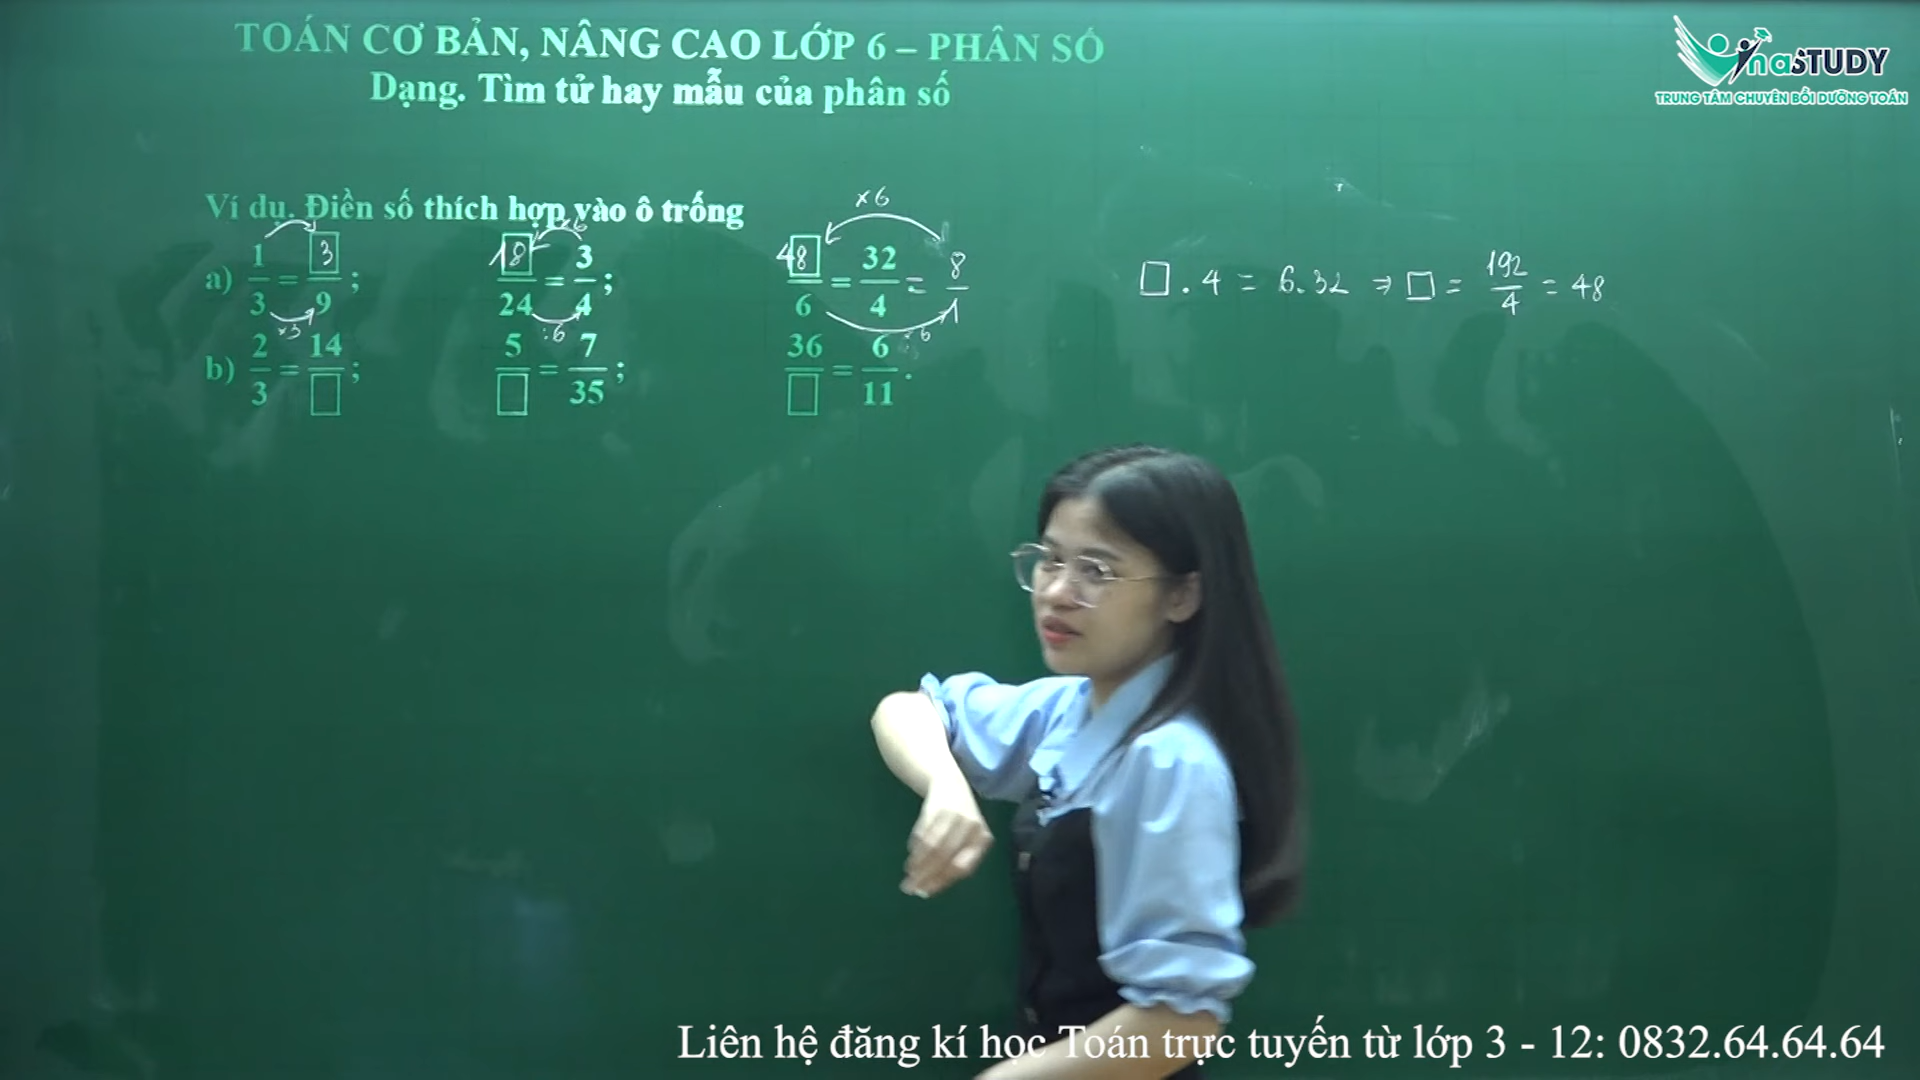 TOÁN CƠ BẢN, NÂNG CAO LỚP 6 – PHÂN SỐ
Dạng. Tìm tử hay mẫu của phân số
VinaSTUDY
TRUNG TÂM CHUYÊN BỒI DƯỠNG TOÁN
Ví dụ. Điền số thích hợp vào ô trống
a) 1/3 = 3/9 ; 18/24 = 3/4 ; 48/6 = 32/4 = 8/1
×3 ×6 :6 ×6 :6
□ . 4 = 6.32 ⇒ □ = 192/4 = 48
b) 2/3 = 14/□ ; 5/□ = 7/35 ; 36/□ = 6/11 .
Liên hệ đăng kí học Toán trực tuyến từ lớp 3 - 12: 0832.64.64.64